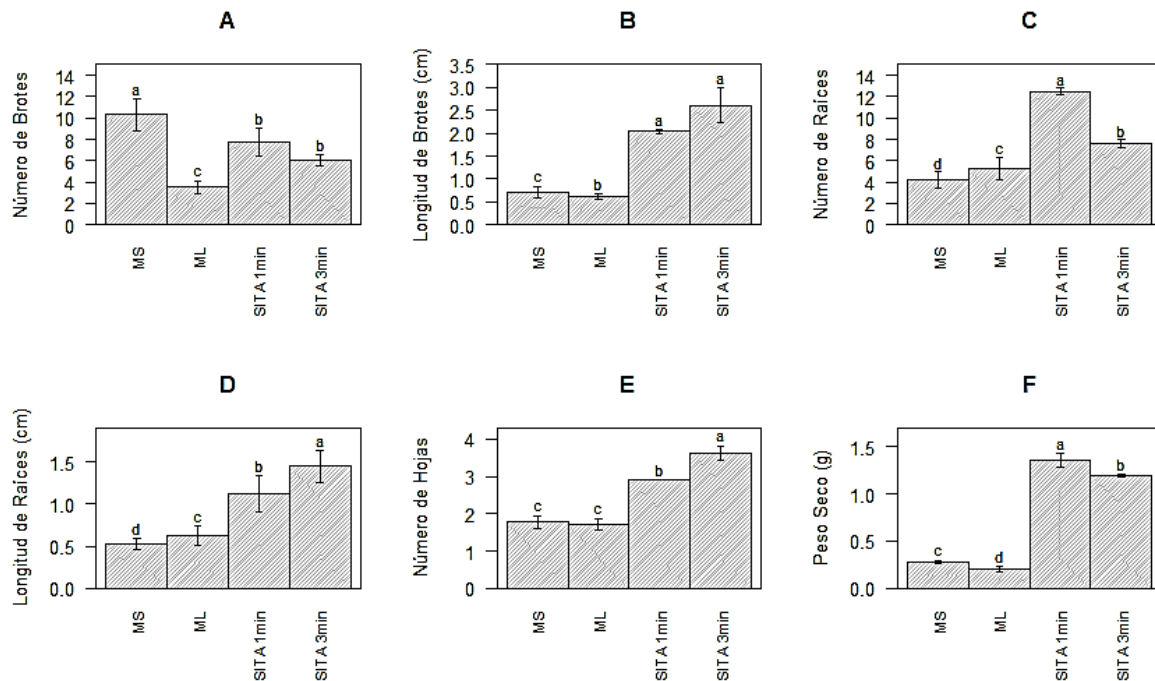 A
Número de Brotes
14
12
10
8
6
4
2
0
a
c
b
b
MS
ML
SITA 1min
SITA 3min
B
Longitud de Brotes (cm)
3.5
3.0
2.5
2.0
1.5
1.0
0.5
0.0
c
b
a
a
MS
ML
SITA 1min
SITA 3min
C
Número de Raíces
14
12
10
8
6
4
2
0
d
c
a
b
MS
ML
SITA 1min
SITA 3min
D
Longitud de Raíces (cm)
1.5
1.0
0.5
0.0
d
c
b
a
MS
ML
SITA 1min
SITA 3min
E
Número de Hojas
4
3
2
1
0
c
c
b
a
MS
ML
SITA 1min
SITA 3min
F
Peso Seco (g)
1.5
1.0
0.5
0.0
c
d
a
b
MS
ML
SITA 1min
SITA 3min